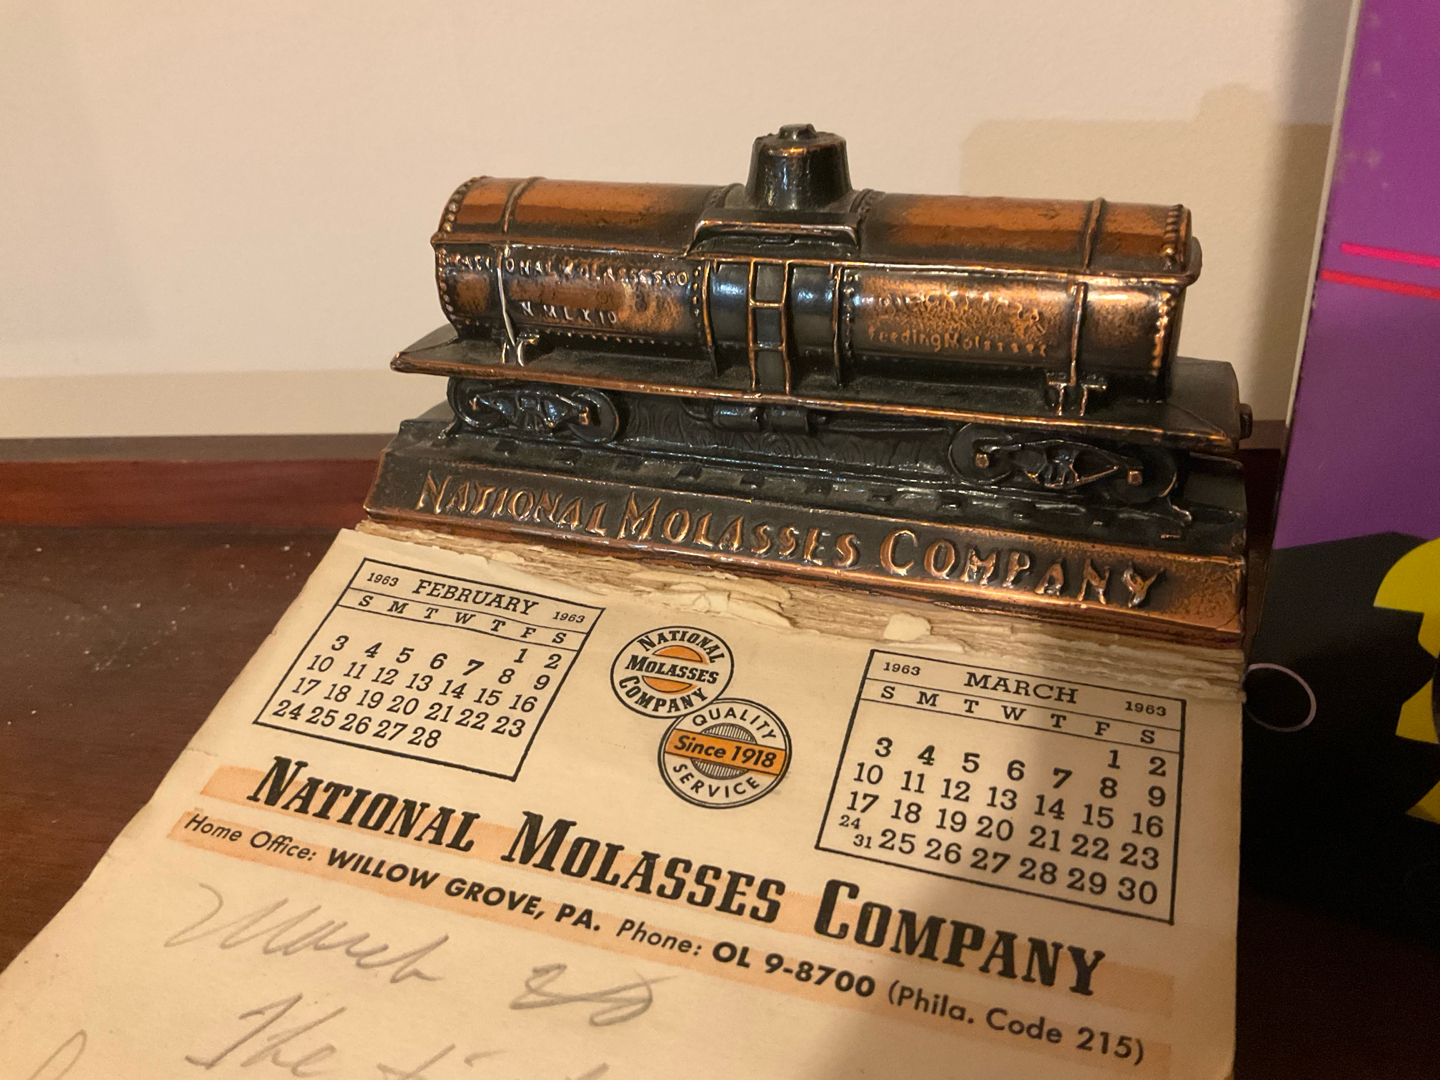 NATIONAL MOLASSES CO
NMLX 10
Feeding Molasses
NATIONAL MOLASSES COMPANY
1963 FEBRUARY 1963
S M T W T F S
1 2
3 4 5 6 7 8 9
10 11 12 13 14 15 16
17 18 19 20 21 22 23
24 25 26 27 28
NATIONAL
MOLASSES
COMPANY
QUALITY
Since 1918
SERVICE
1963 MARCH 1963
S M T W T F S
1 2
3 4 5 6 7 8 9
10 11 12 13 14 15 16
17 18 19 20 21 22 23
24 31 25 26 27 28 29 30
NATIONAL MOLASSES COMPANY
Home Office: WILLOW GROVE, PA. Phone: OL 9-8700 (Phila. Code 215)
March
The